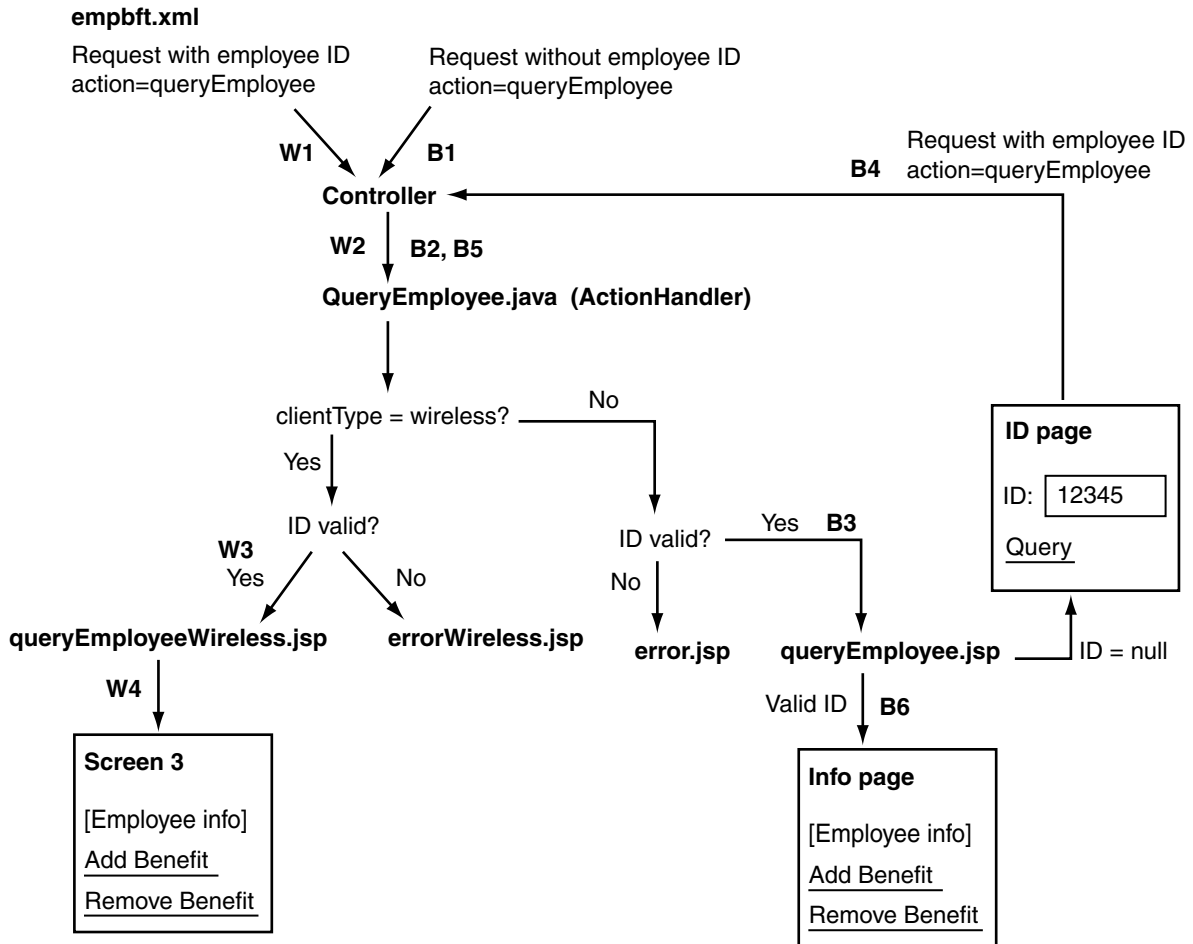 empbft.xml
Request with employee ID
action=queryEmployee
Request without employee ID
action=queryEmployee
Request with employee ID
action=queryEmployee
W1
B1
B4
Controller
W2
B2, B5
QueryEmployee.java (ActionHandler)
clientType = wireless?
No
Yes
ID page
ID: 12345
Query
ID valid?
W3
Yes
No
ID valid?
Yes
B3
No
queryEmployeeWireless.jsp
errorWireless.jsp
error.jsp
queryEmployee.jsp
ID = null
W4
Valid ID
B6
Screen 3
[Employee info]
Add Benefit
Remove Benefit
Info page
[Employee info]
Add Benefit
Remove Benefit